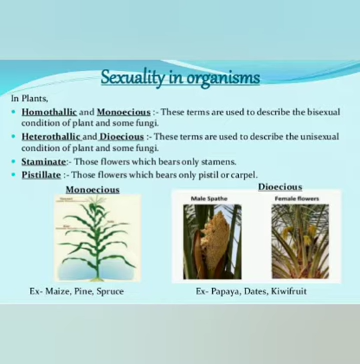 Sexuality in organisms
In Plants,
Homothallic and Monoecious :- These terms are used to describe the bisexual
condition of plant and some fungi.
Heterothallic and Dioecious :- These terms are used to describe the unisexual
condition of plant and some fungi.
Staminate:- Those flowers which bears only stamens.
Pistillate :- Those flowers which bears only pistil or carpel.
Monoecious
Dioecious
Male Spathe
Female flowers
Ex- Maize, Pine, Spruce
Ex- Papaya, Dates, Kiwifruit